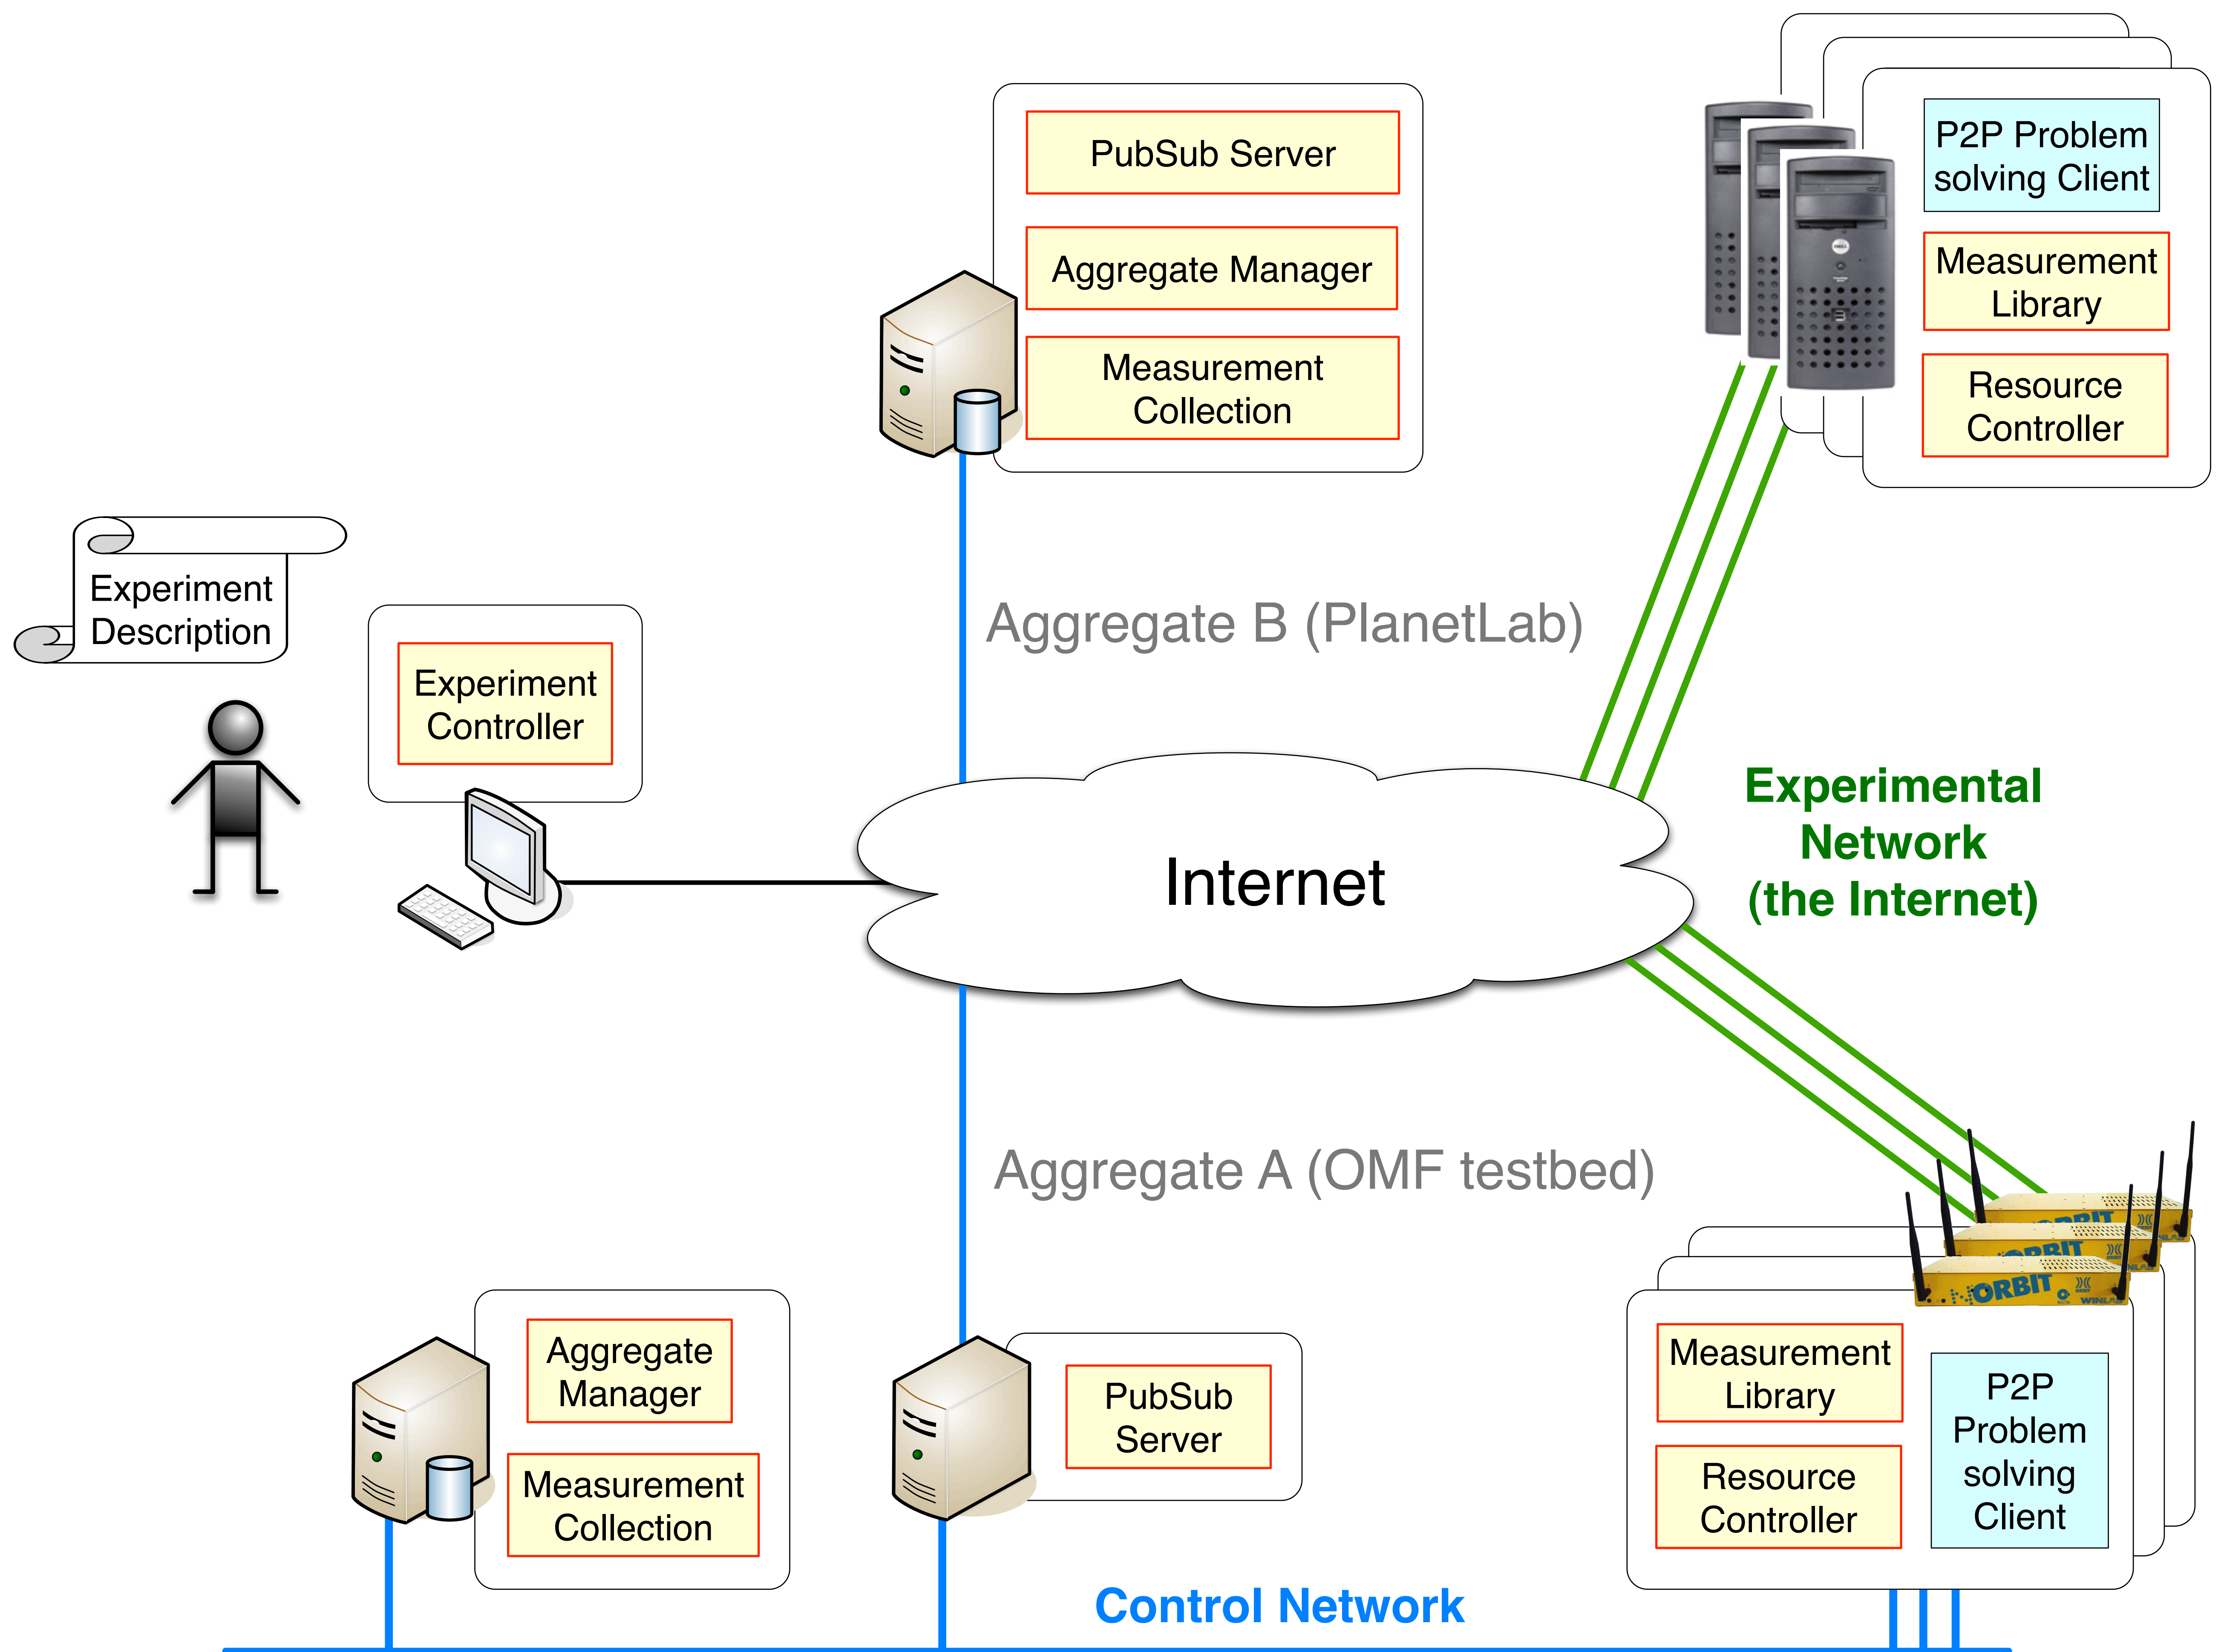 PubSub Server
Aggregate Manager
Measurement
Collection
P2P Problem
solving Client
Measurement
Library
Resource
Controller
Experiment
Description
Experiment
Controller
Aggregate B (PlanetLab)
Internet
Experimental
Network
(the Internet)
Aggregate A (OMF testbed)
Aggregate
Manager
Measurement
Collection
PubSub
Server
ORBIT
WINLAB
Measurement
Library
Resource
Controller
P2P
Problem
solving
Client
Control Network